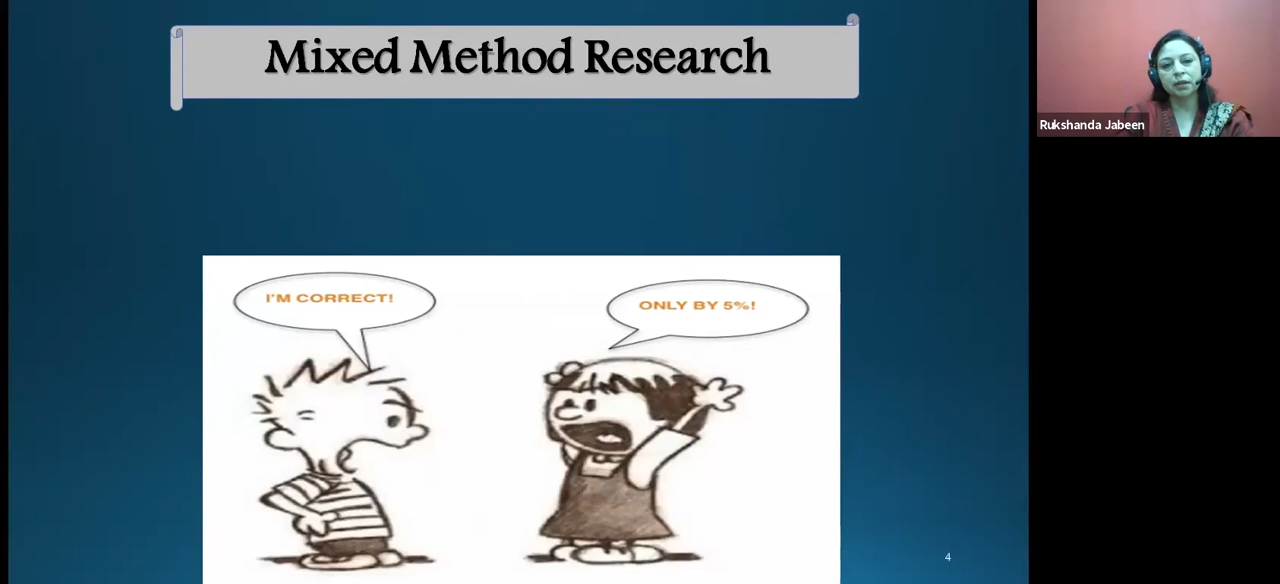 Mixed Method Research
Rukshanda Jabeen
I'M CORRECT!
ONLY BY 5%!
4